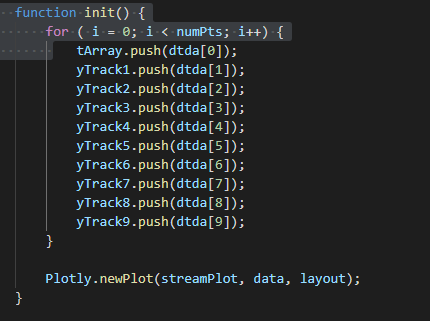 function init() {
for ( i = 0; i < numPts; i++) {
tArray.push(dtda[0]);
yTrack1.push(dtda[1]);
yTrack2.push(dtda[2]);
yTrack3.push(dtda[3]);
yTrack4.push(dtda[4]);
yTrack5.push(dtda[5]);
yTrack6.push(dtda[6]);
yTrack7.push(dtda[7]);
yTrack8.push(dtda[8]);
yTrack9.push(dtda[9]);
}
Plotly.newPlot(streamPlot, data, layout);
}